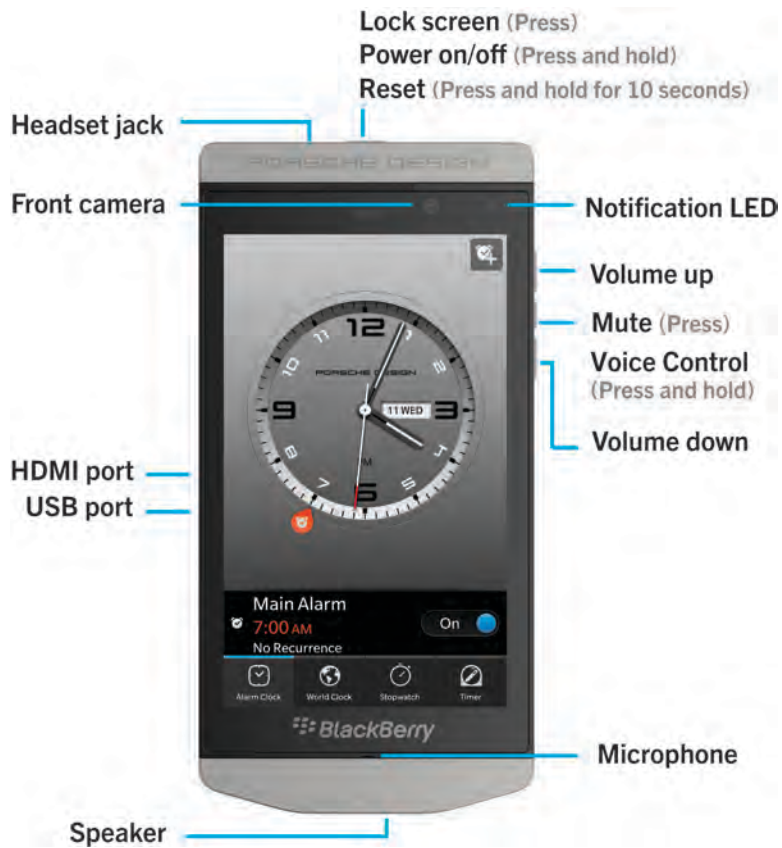 Lock screen (Press)
Power on/off (Press and hold)
Reset (Press and hold for 10 seconds)
Headset jack
PORSCHE DESIGN
Front camera
Notification LED
Volume up
Mute (Press)
Voice Control
(Press and hold)
Volume down
12
1
2
3
4
5
6
7
8
9
10
11
PORSCHE DESIGN
11 WED
PM
HDMI port
USB port
Main Alarm
7:00 AM
On
No Recurrence
Alarm Clock
World Clock
Stopwatch
Timer
BlackBerry
Microphone
Speaker